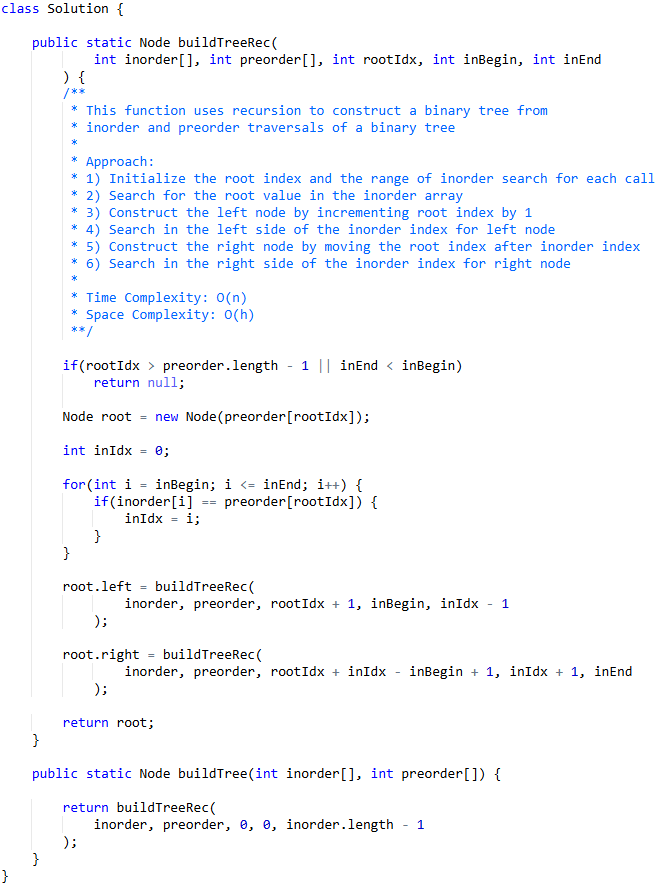 class Solution {
    public static Node buildTreeRec(
            int inorder[], int preorder[], int rootIdx, int inBegin, int inEnd
        ) {
        /**
         * This function uses recursion to construct a binary tree from
         * inorder and preorder traversals of a binary tree
         *
         * Approach:
         * 1) Initialize the root index and the range of inorder search for each call
         * 2) Search for the root value in the inorder array
         * 3) Construct the left node by incrementing root index by 1
         * 4) Search in the left side of the inorder index for left node
         * 5) Construct the right node by moving the root index after inorder index
         * 6) Search in the right side of the inorder index for right node
         *
         * Time Complexity: O(n)
         * Space Complexity: O(h)
         **/
        if(rootIdx > preorder.length - 1 || inEnd < inBegin)
            return null;
        Node root = new Node(preorder[rootIdx]);
        int inIdx = 0;
        for(int i = inBegin; i <= inEnd; i++) {
            if(inorder[i] == preorder[rootIdx]) {
                inIdx = i;
            }
        }
        root.left = buildTreeRec(
                inorder, preorder, rootIdx + 1, inBegin, inIdx - 1
            );
        root.right = buildTreeRec(
                inorder, preorder, rootIdx + inIdx - inBegin + 1, inIdx + 1, inEnd
            );
        return root;
    }
    public static Node buildTree(int inorder[], int preorder[]) {
        return buildTreeRec(
            inorder, preorder, 0, 0, inorder.length - 1
        );
    }
}